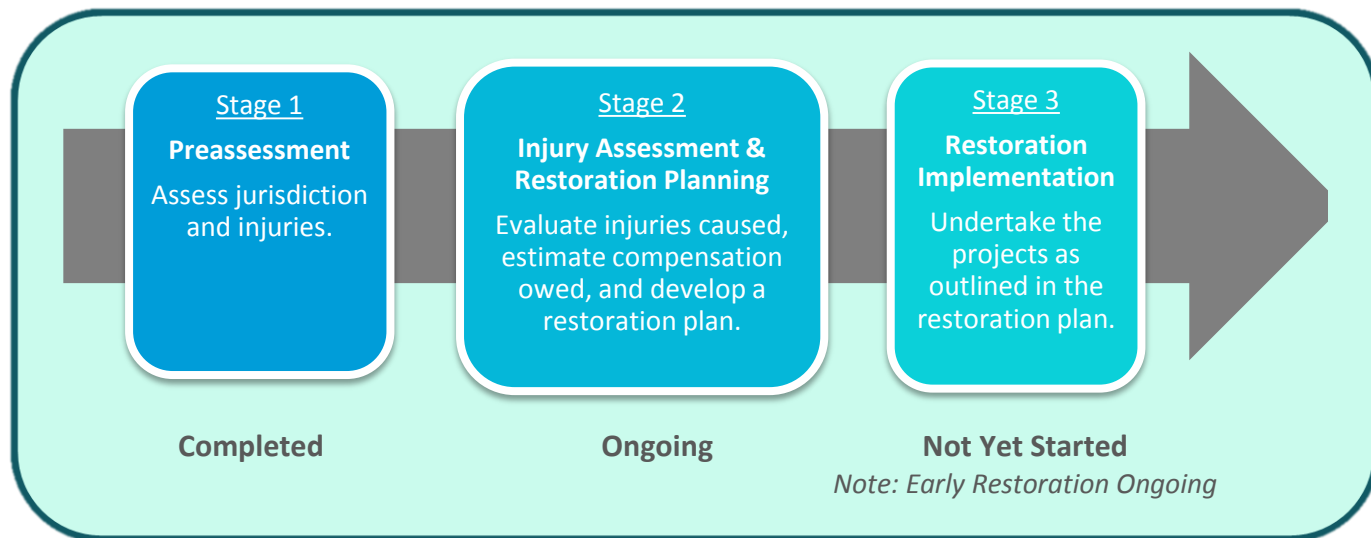 Stage 1
Preassessment
Assess jurisdiction
and injuries.
Stage 2
Injury Assessment &
Restoration Planning
Evaluate injuries caused,
estimate compensation
owed, and develop a
restoration plan.
Stage 3
Restoration
Implementation
Undertake the
projects as
outlined in the
restoration plan.
Completed
Ongoing
Not Yet Started
Note: Early Restoration Ongoing